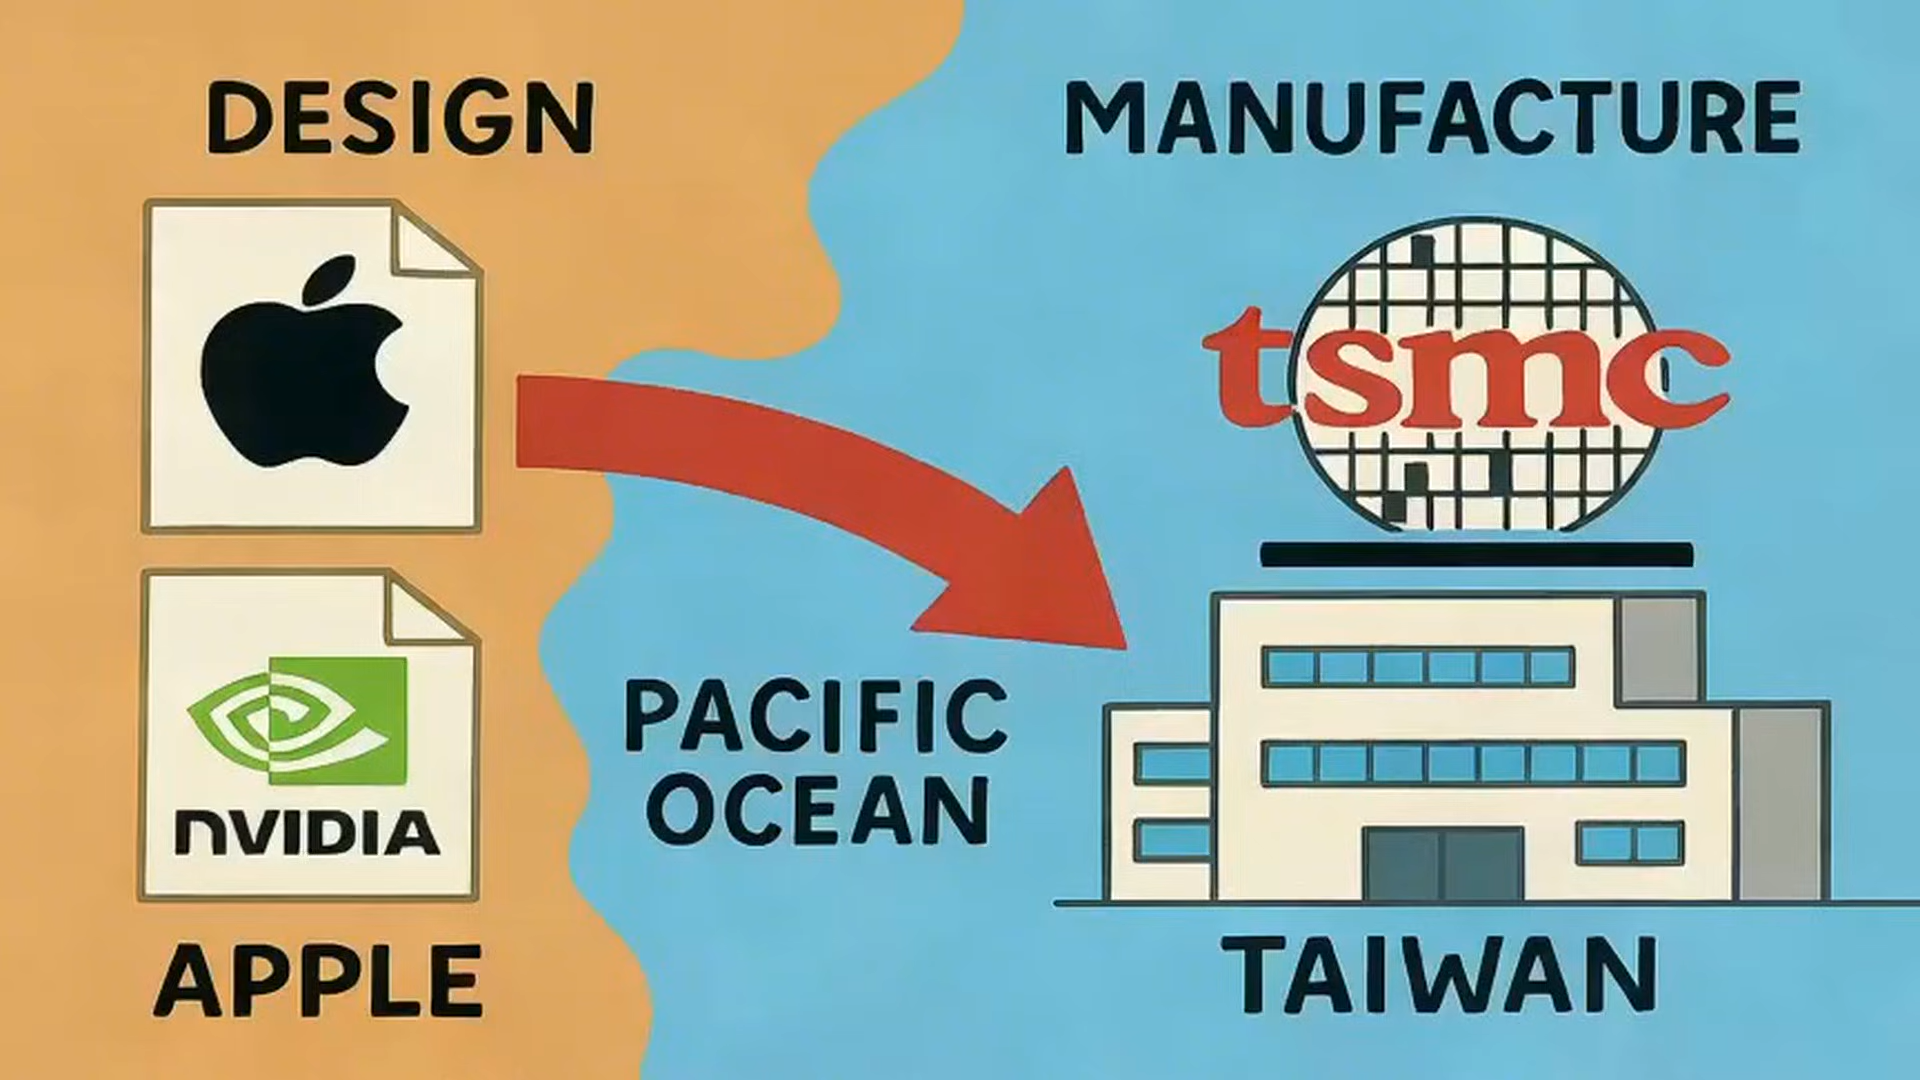 DESIGN
MANUFACTURE
tsmc
NVIDIA
PACIFIC
OCEAN
APPLE
TAIWAN